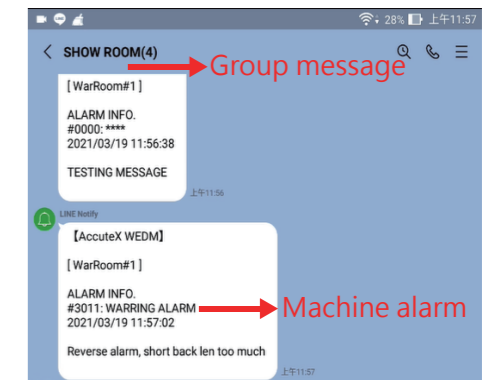 28% 上午11:57
SHOW ROOM(4)
Group message
[ WarRoom#1 ]
ALARM INFO.
#0000: ****
2021/03/19 11:56:38
TESTING MESSAGE
上午11:56
LINE Notify
【AccuteX WEDM】
[ WarRoom#1 ]
ALARM INFO.
#3011: WARRING ALARM
Machine alarm
2021/03/19 11:57:02
Reverse alarm, short back len too much
上午11:57